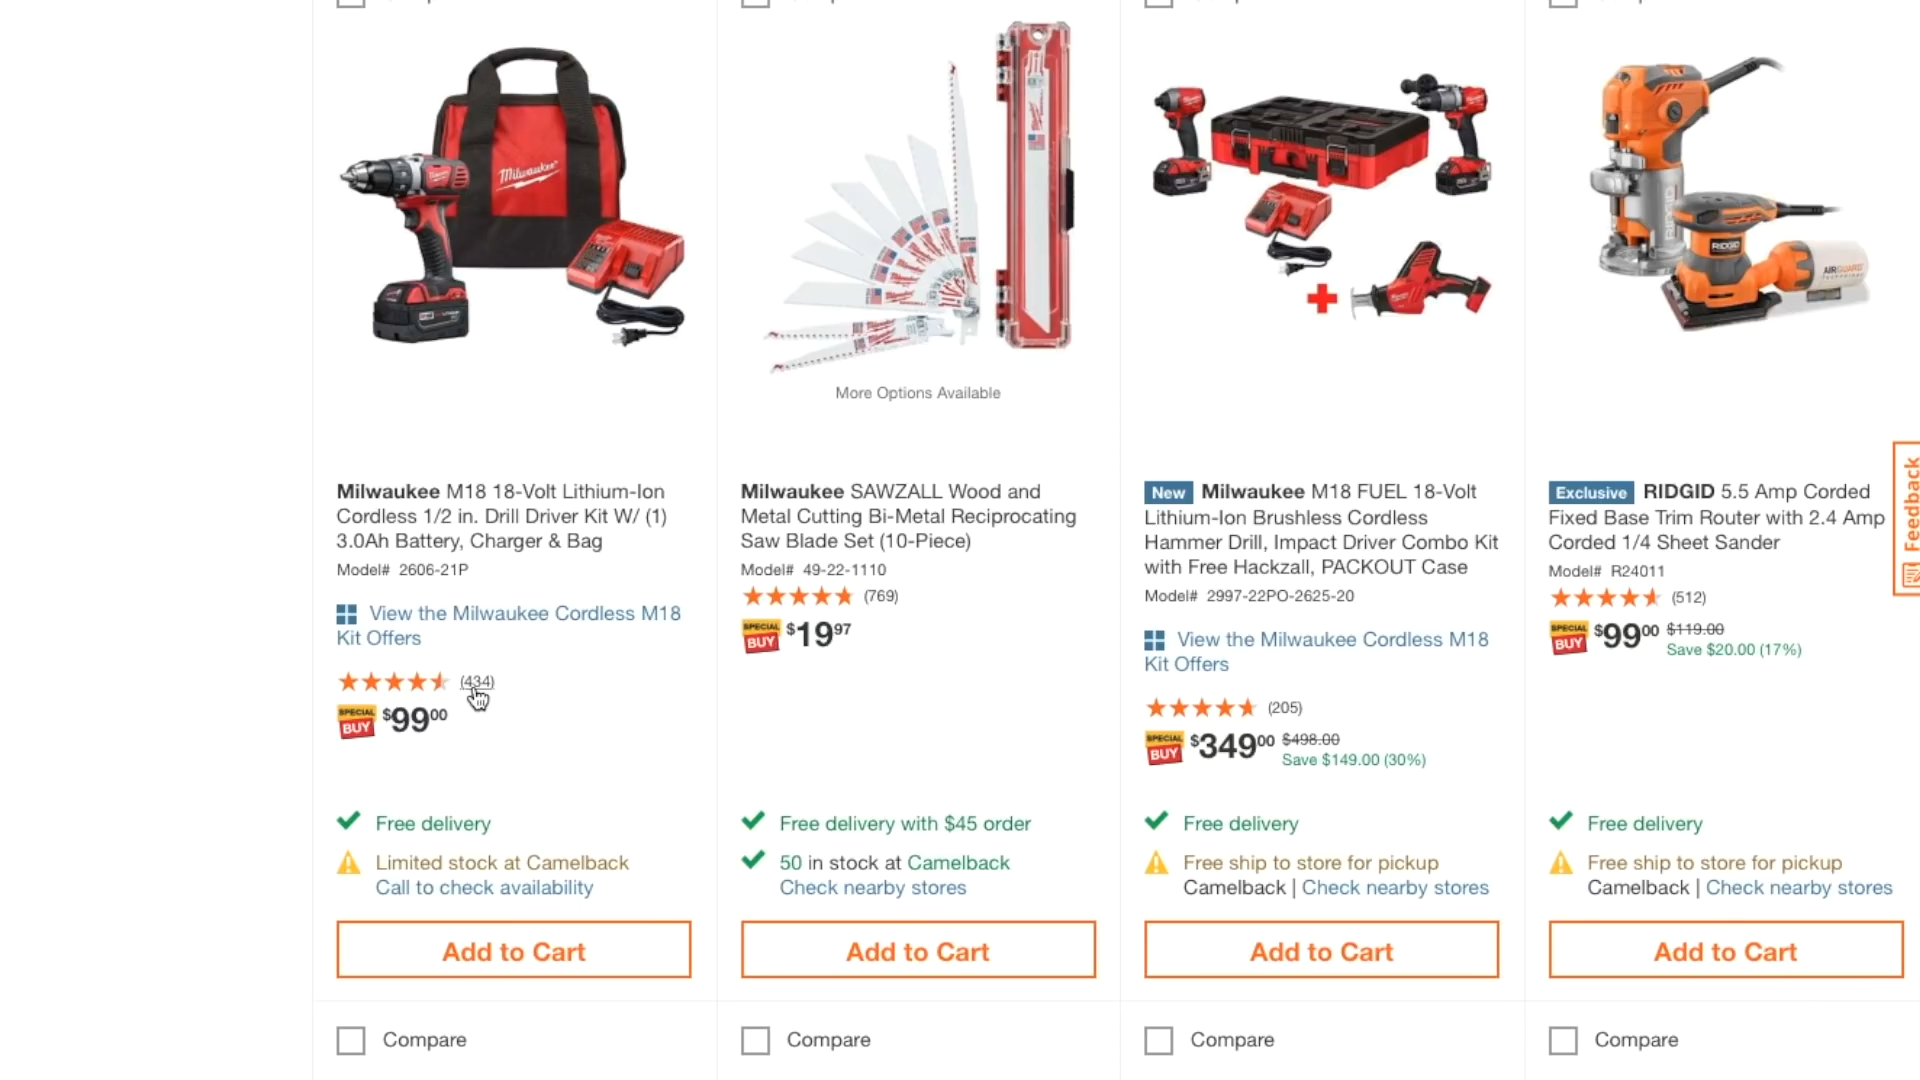 Milwaukee
RIDGID
AIRGUARD
More Options Available
Milwaukee M18 18-Volt Lithium-Ion
Cordless 1/2 in. Drill Driver Kit W/ (1)
3.0Ah Battery, Charger & Bag
Model# 2606-21P
View the Milwaukee Cordless M18
Kit Offers
(434)
SPECIAL BUY $99 00
Free delivery
Limited stock at Camelback
Call to check availability
Add to Cart
Compare
Milwaukee SAWZALL Wood and
Metal Cutting Bi-Metal Reciprocating
Saw Blade Set (10-Piece)
Model# 49-22-1110
(769)
SPECIAL BUY $19 97
Free delivery with $45 order
50 in stock at Camelback
Check nearby stores
Add to Cart
Compare
New Milwaukee M18 FUEL 18-Volt
Lithium-Ion Brushless Cordless
Hammer Drill, Impact Driver Combo Kit
with Free Hackzall, PACKOUT Case
Model# 2997-22PO-2625-20
View the Milwaukee Cordless M18
Kit Offers
(205)
SPECIAL BUY $349 00 $498.00
Save $149.00 (30%)
Free delivery
Free ship to store for pickup
Camelback | Check nearby stores
Add to Cart
Compare
Exclusive RIDGID 5.5 Amp Corded
Fixed Base Trim Router with 2.4 Amp
Corded 1/4 Sheet Sander
Model# R24011
(512)
SPECIAL BUY $99 00 $119.00
Save $20.00 (17%)
Free delivery
Free ship to store for pickup
Camelback | Check nearby stores
Add to Cart
Compare
Feedback